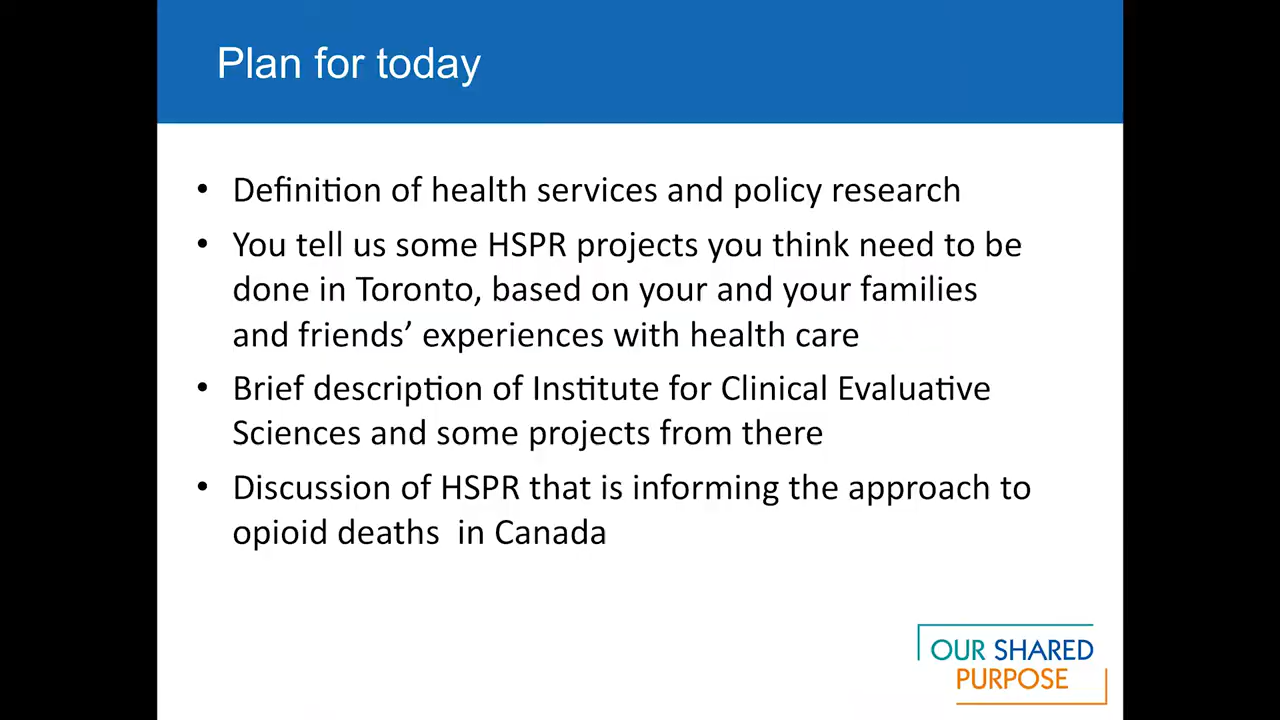 Plan for today
• Definition of health services and policy research
• You tell us some HSPR projects you think need to be
done in Toronto, based on your and your families
and friends’ experiences with health care
• Brief description of Institute for Clinical Evaluative
Sciences and some projects from there
• Discussion of HSPR that is informing the approach to
opioid deaths  in Canada
OUR SHARED
PURPOSE